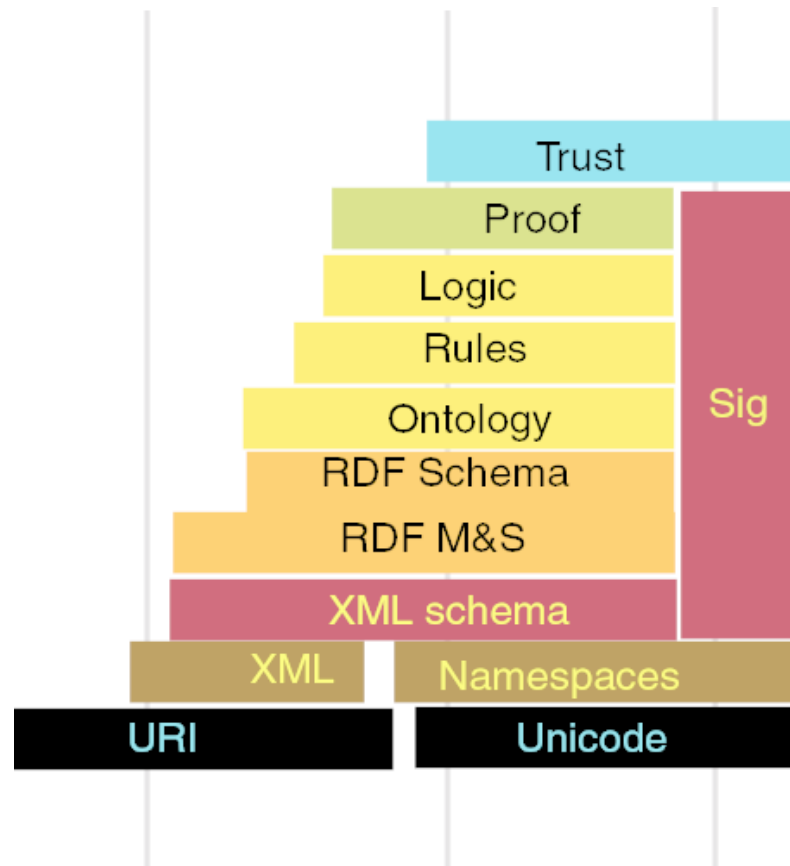 Trust
Proof
Logic
Rules
Sig
Ontology
RDF Schema
RDF M&S
XML schema
XML
Namespaces
URI
Unicode